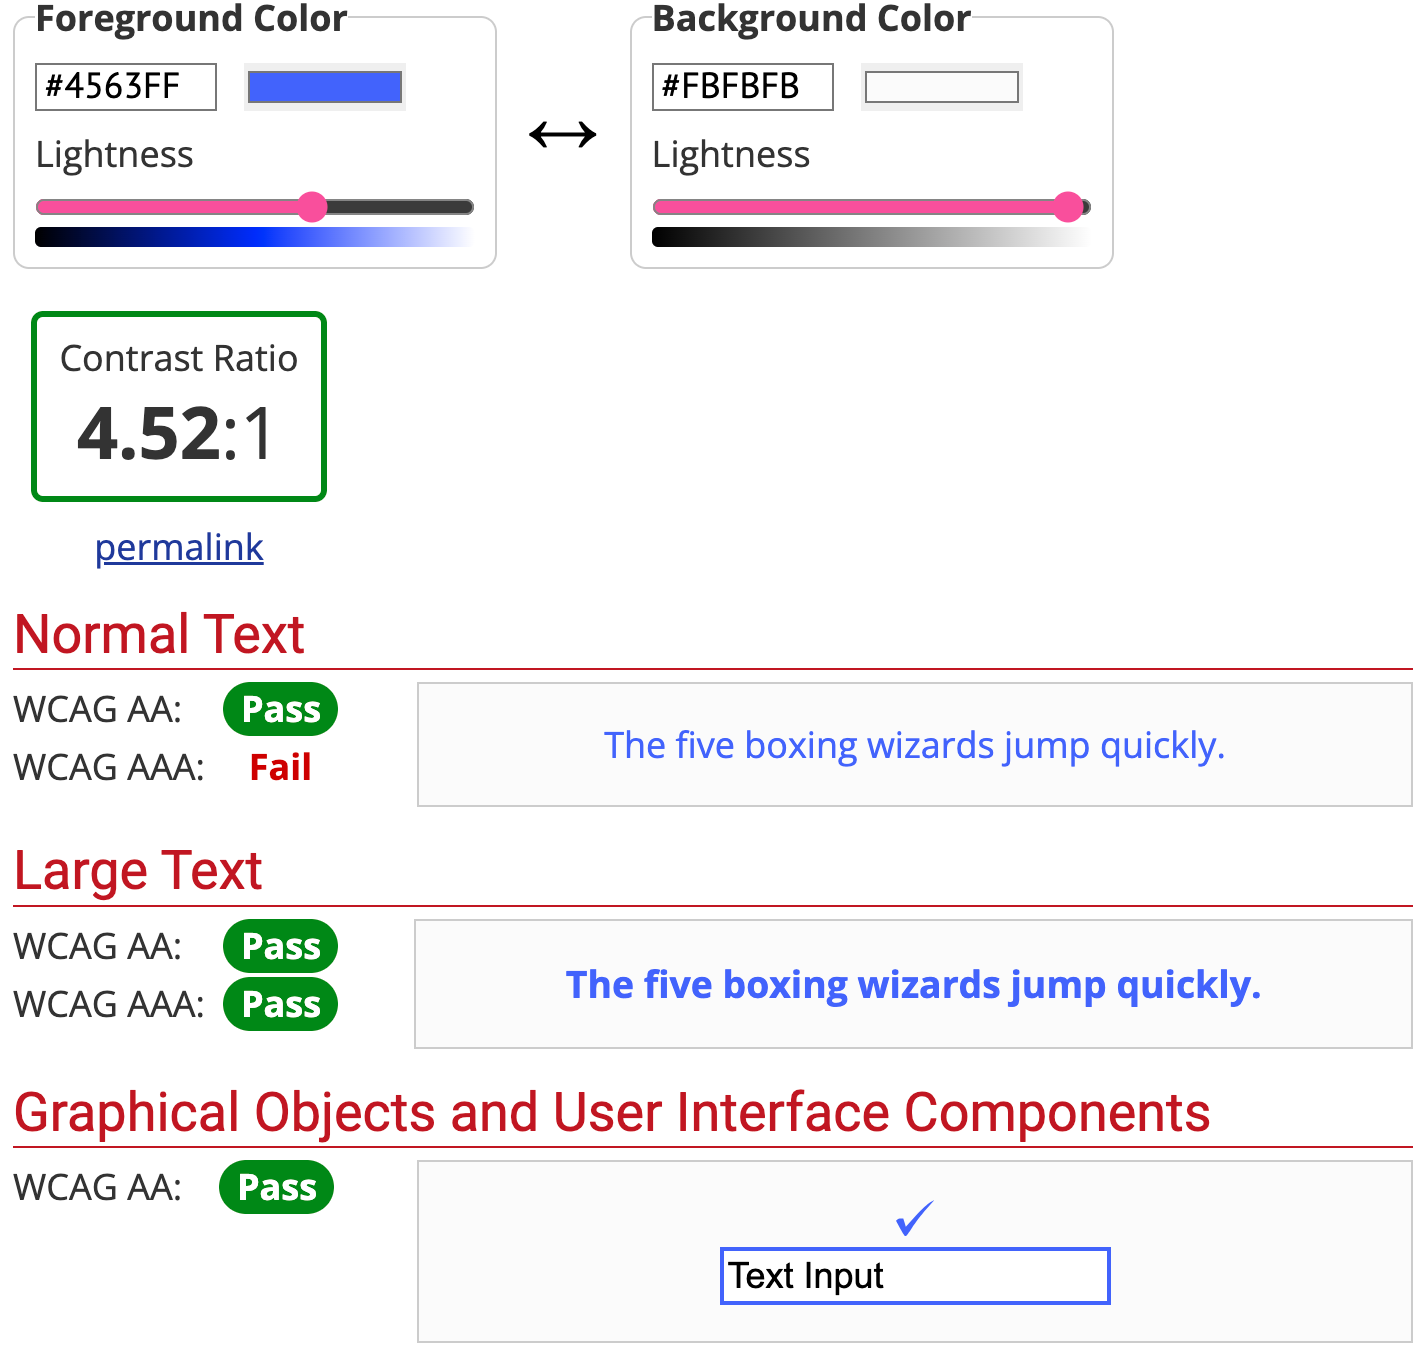 Foreground Color
#4563FF
Lightness
Background Color
#FBFBFB
Lightness
Contrast Ratio
4.52:1
permalink
Normal Text
WCAG AA: Pass
WCAG AAA: Fail
The five boxing wizards jump quickly.
Large Text
WCAG AA: Pass
WCAG AAA: Pass
The five boxing wizards jump quickly.
Graphical Objects and User Interface Components
WCAG AA: Pass
Text Input